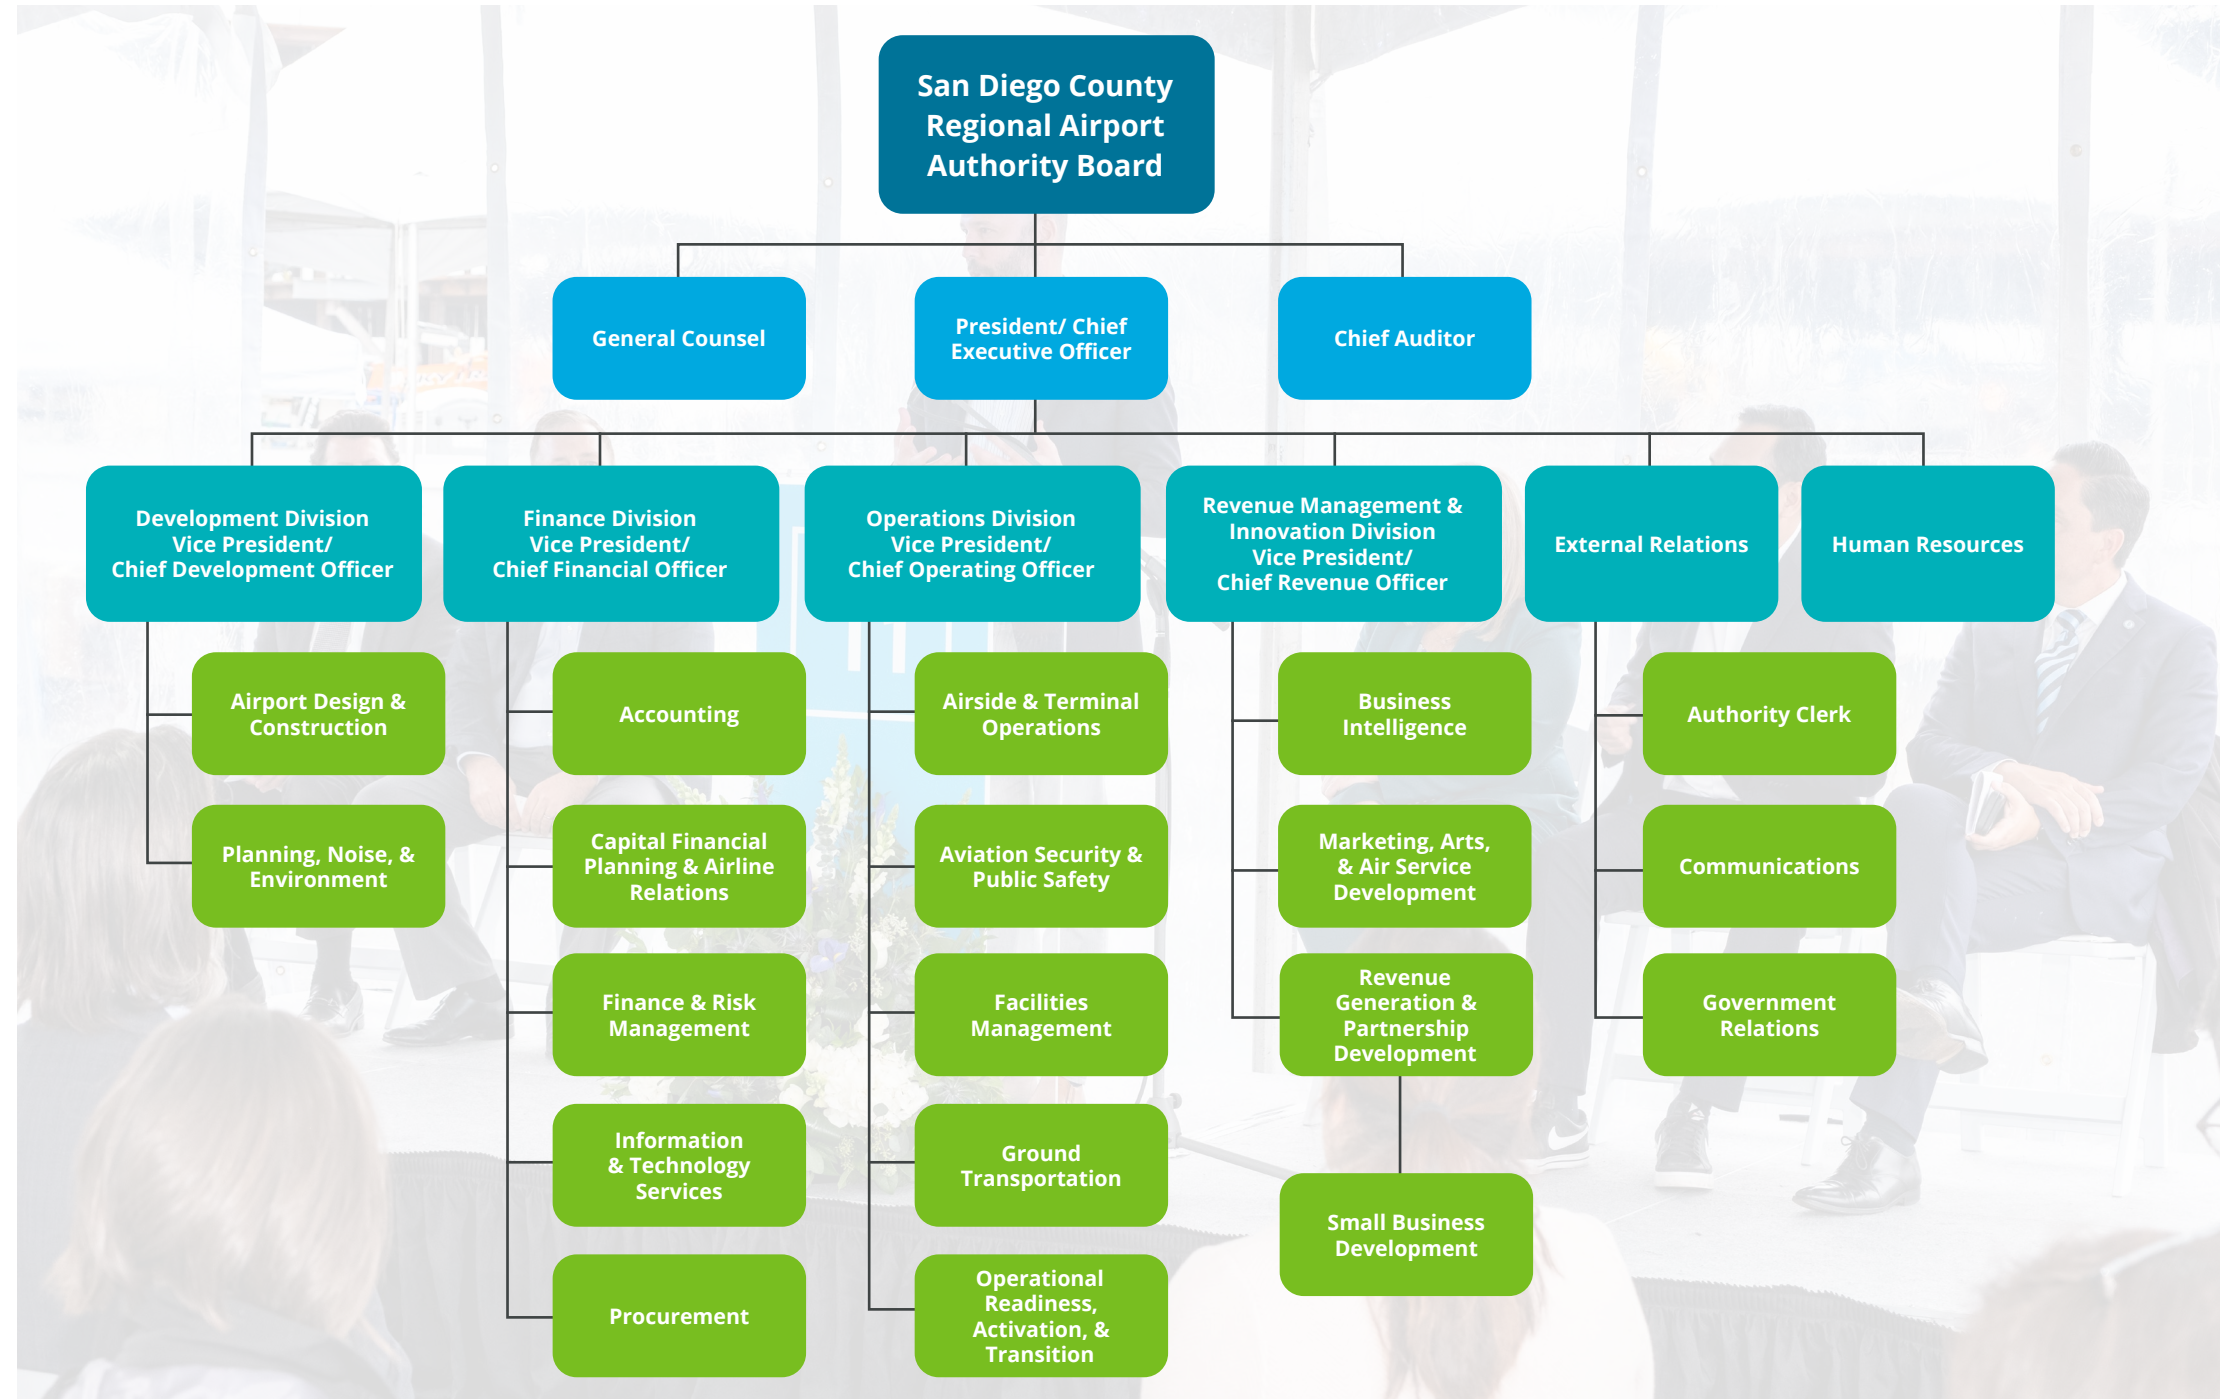 San Diego County
Regional Airport
Authority Board
General Counsel
President/ Chief
Executive Officer
Chief Auditor
Development Division
Vice President/
Chief Development Officer
Finance Division
Vice President/
Chief Financial Officer
Operations Division
Vice President/
Chief Operating Officer
Revenue Management &
Innovation Division
Vice President/
Chief Revenue Officer
External Relations
Human Resources
Airport Design &
Construction
Planning, Noise, &
Environment
Accounting
Capital Financial
Planning & Airline
Relations
Finance & Risk
Management
Information
& Technology
Services
Procurement
Airside & Terminal
Operations
Aviation Security &
Public Safety
Facilities
Management
Ground
Transportation
Operational
Readiness,
Activation, &
Transition
Business
Intelligence
Marketing, Arts,
& Air Service
Development
Revenue
Generation &
Partnership
Development
Small Business
Development
Authority Clerk
Communications
Government
Relations